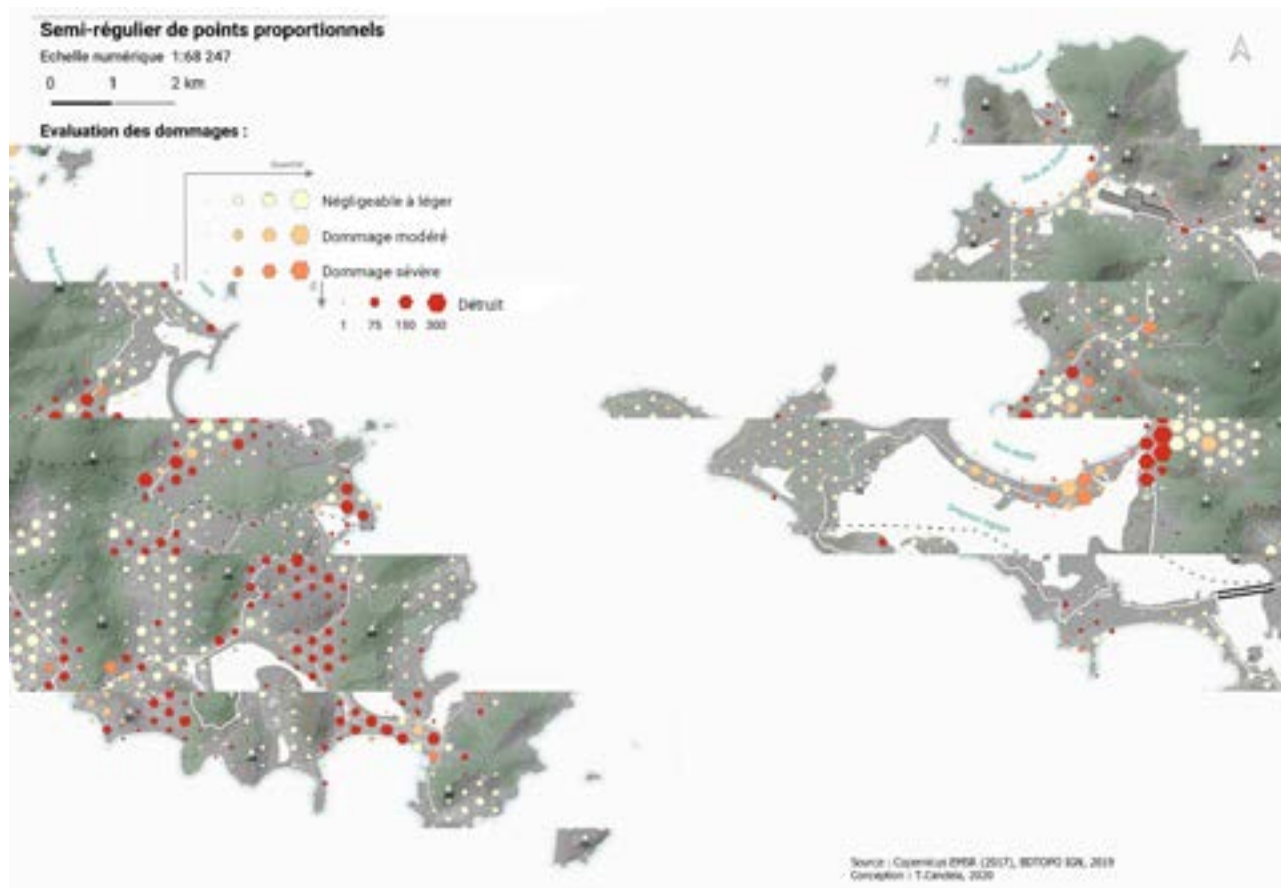 Semi-régulier de points proportionnels
Echelle numérique 1:68 247
0 1 2 km
Evaluation des dommages :
Négligeable à léger
Dommage modéré
Dommage sévère
Détruit
1 75 150 300
Source : Copernicus EMSR (2017), BDTOPO IGN, 2019
Conception : T.Candela, 2020